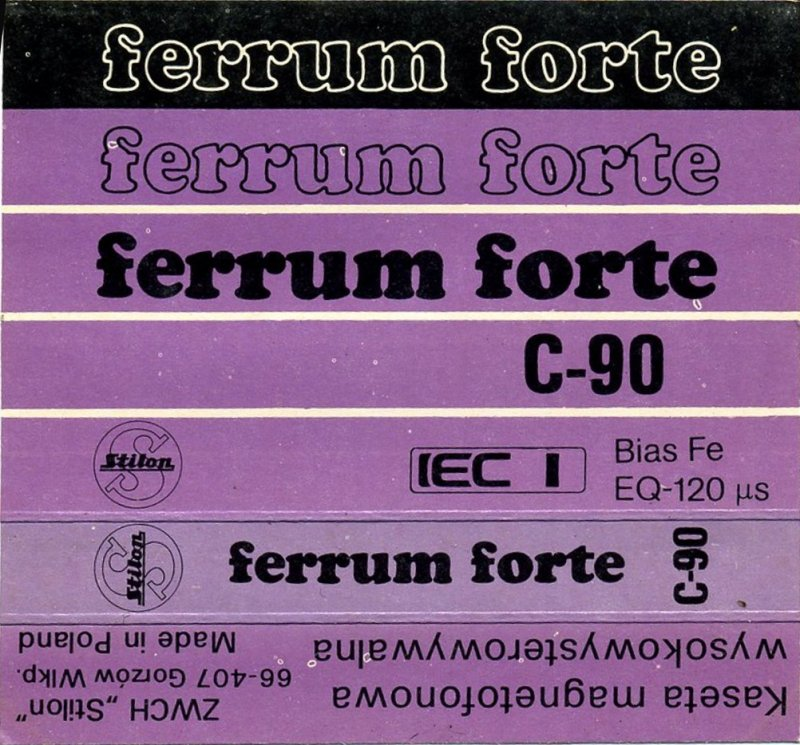 ferrum forte
ferrum forte
ferrum forte
C-90
Stilon
IEC I
Bias Fe
EQ-120 µs
Stilon
ferrum forte
C-90
Kaseta magnetofonowa
wysokowysterowywalna
ZWCH „Stilon”
66-407 Gorzów Wlkp.
Made in Poland